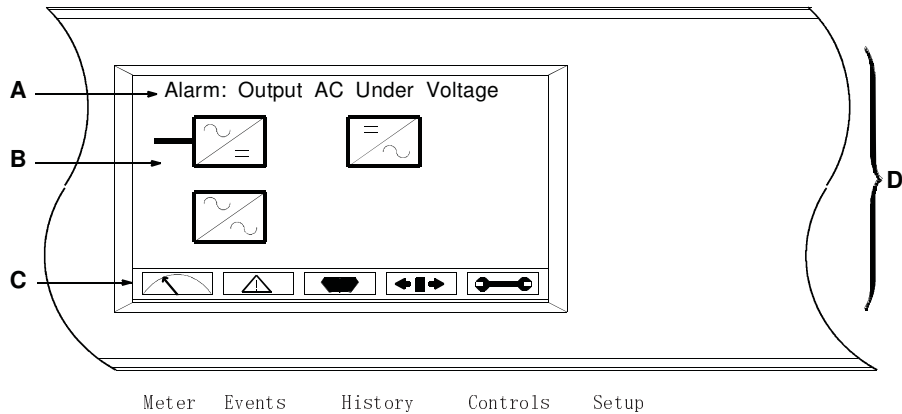 A
Alarm: Output AC Under Voltage
B
D
C
Meter Events History Controls Setup